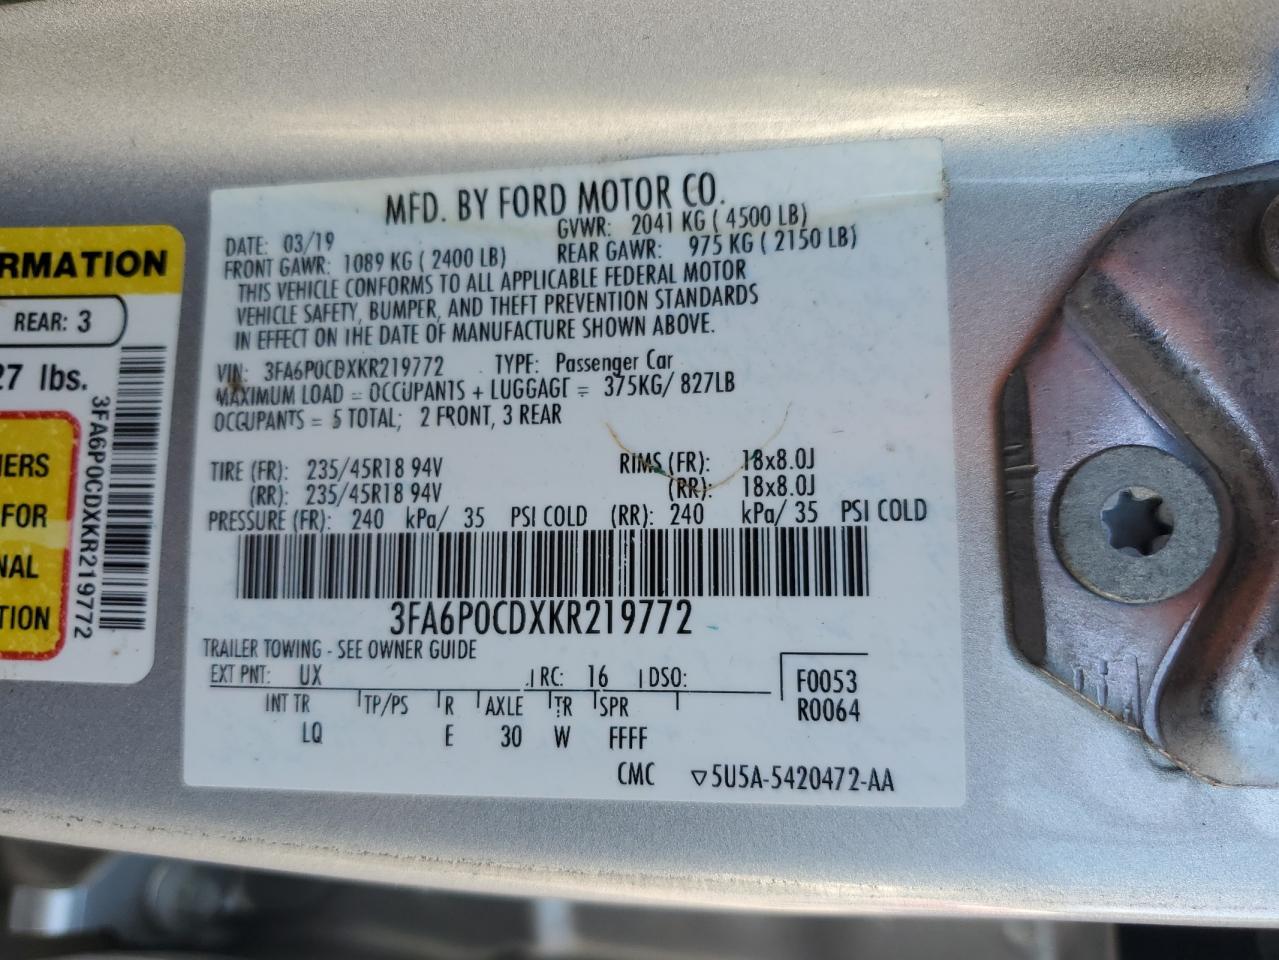 RMATION
REAR: 3
27 lbs.
3FA6P0CDXKR219772
IERS
FOR
NAL
TION
MFD. BY FORD MOTOR CO.
DATE: 03/19 GVWR: 2041 KG ( 4500 LB)
FRONT GAWR: 1089 KG ( 2400 LB) REAR GAWR: 975 KG ( 2150 LB)
THIS VEHICLE CONFORMS TO ALL APPLICABLE FEDERAL MOTOR
VEHICLE SAFETY, BUMPER, AND THEFT PREVENTION STANDARDS
IN EFFECT ON THE DATE OF MANUFACTURE SHOWN ABOVE.
VIN: 3FA6P0CDXKR219772 TYPE: Passenger Car
MAXIMUM LOAD = OCCUPANTS + LUGGAGE = 375KG/ 827LB
OCCUPANTS = 5 TOTAL; 2 FRONT, 3 REAR
TIRE (FR): 235/45R18 94V RIMS (FR): 18x8.0J
(RR): 235/45R18 94V (RR): 18x8.0J
PRESSURE (FR): 240 kPa/ 35 PSI COLD (RR): 240 kPa/ 35 PSI COLD
3FA6P0CDXKR219772
TRAILER TOWING - SEE OWNER GUIDE
EXT PNT: UX RC: 16 DSO: F0053
INT TR TP/PS R AXLE TR SPR R0064
LQ E 30 W FFFF
CMC ▽5U5A-5420472-AA